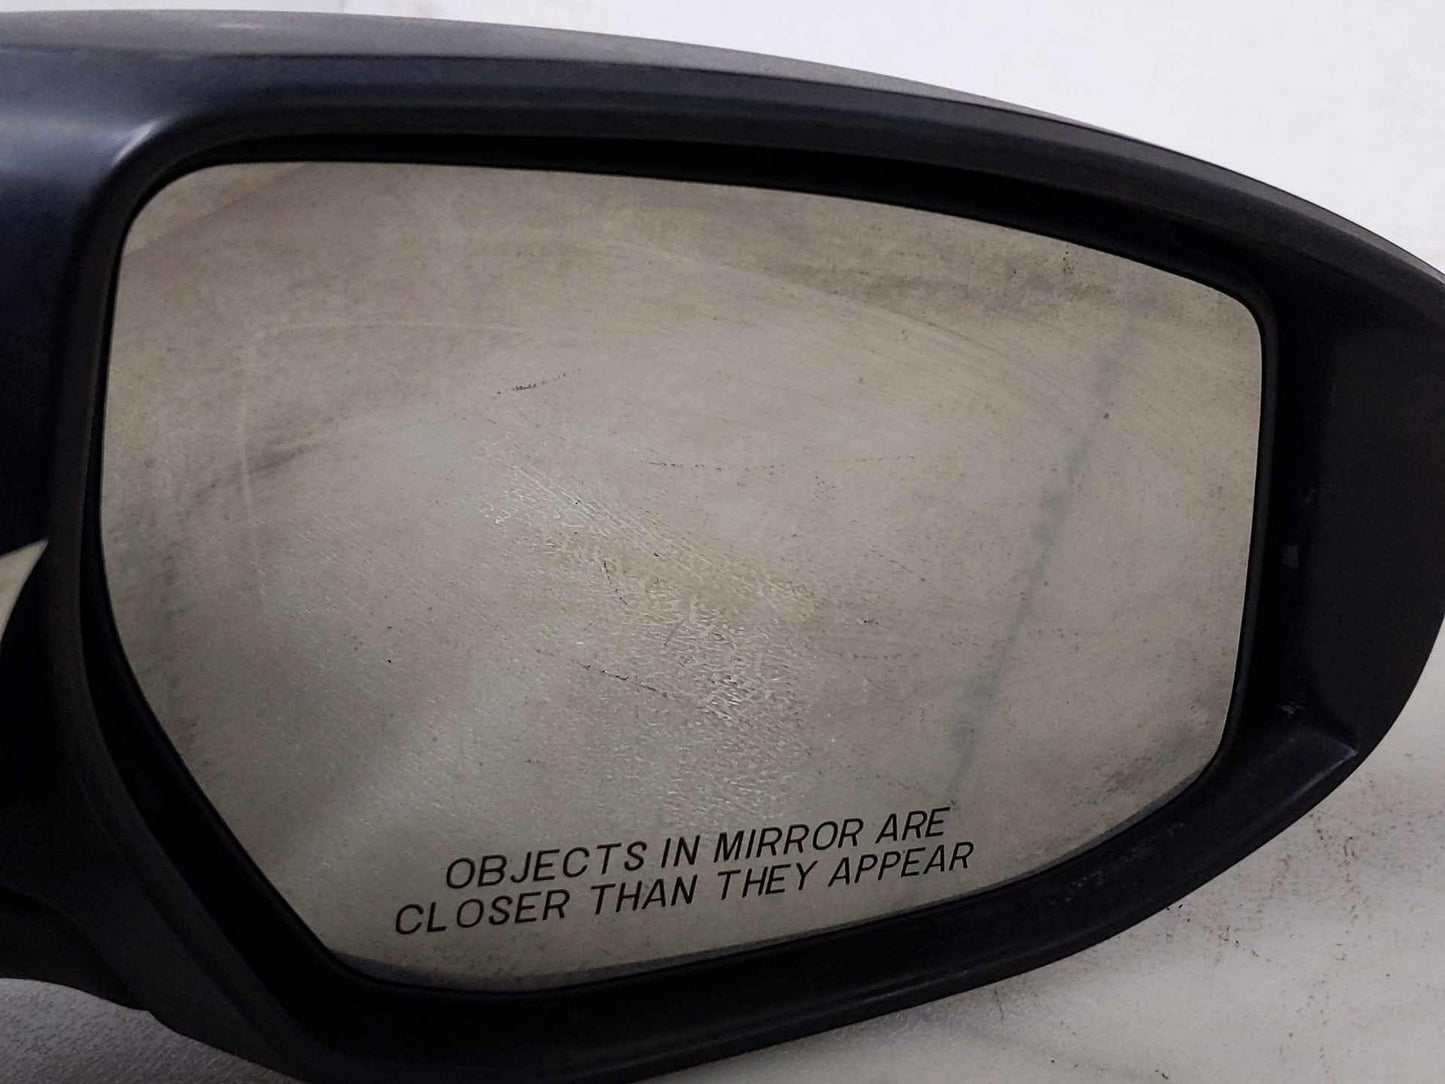 OBJECTS IN MIRROR ARE
CLOSER THAN THEY APPEAR